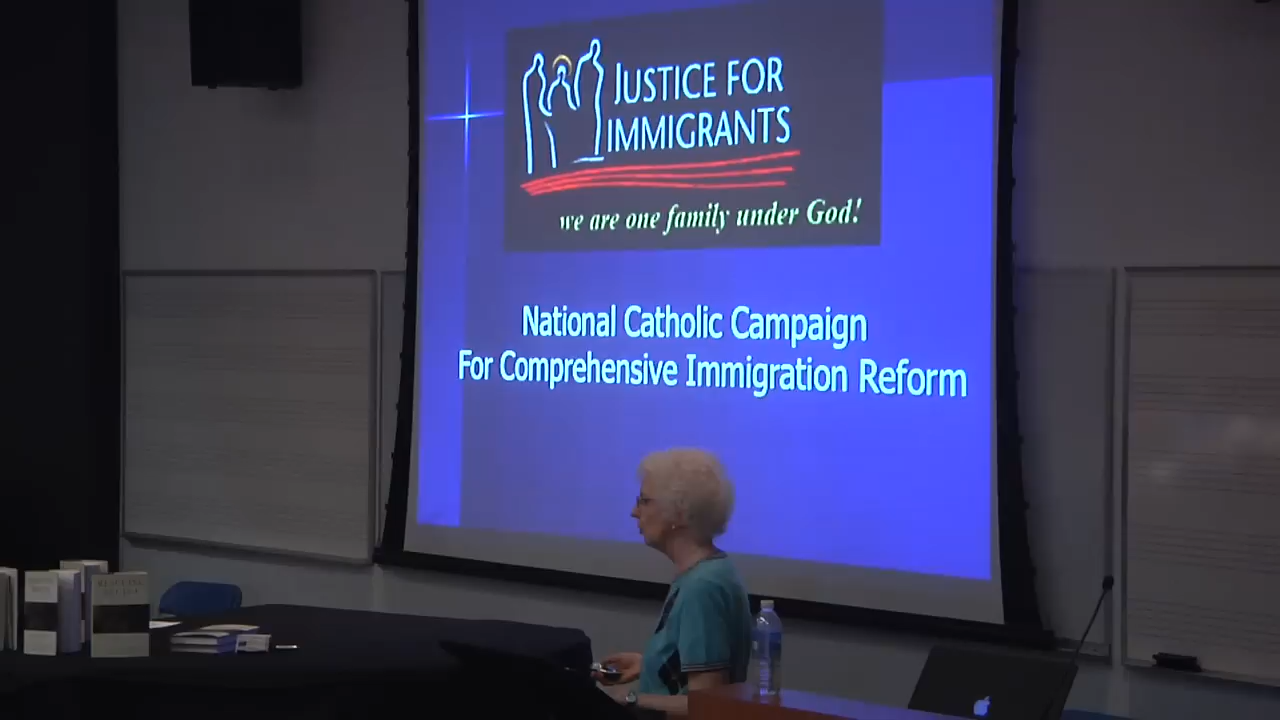 JUSTICE FOR
IMMIGRANTS
we are one family under God!
National Catholic Campaign
For Comprehensive Immigration Reform